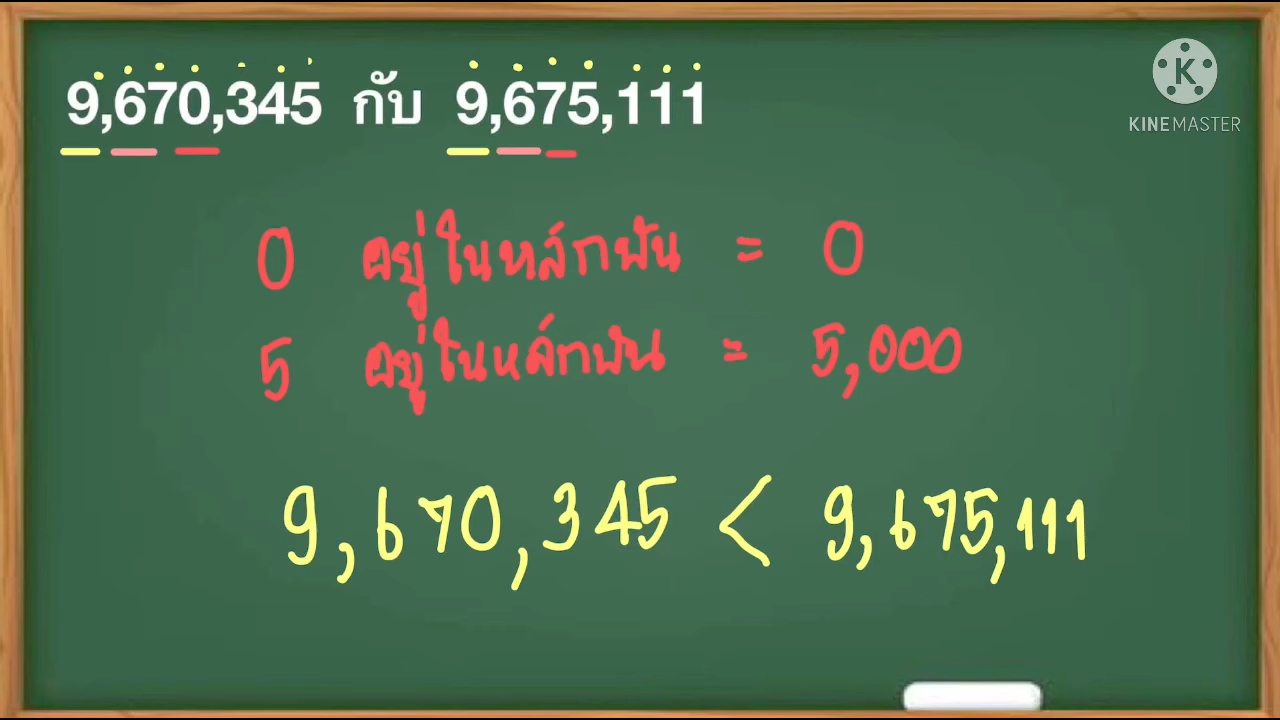 9,670,345 กับ 9,675,111
KINEMASTER
0 อยู่ในหลักพัน = 0
5 อยู่ในหลักพัน = 5,000
9,670,345 < 9,675,111